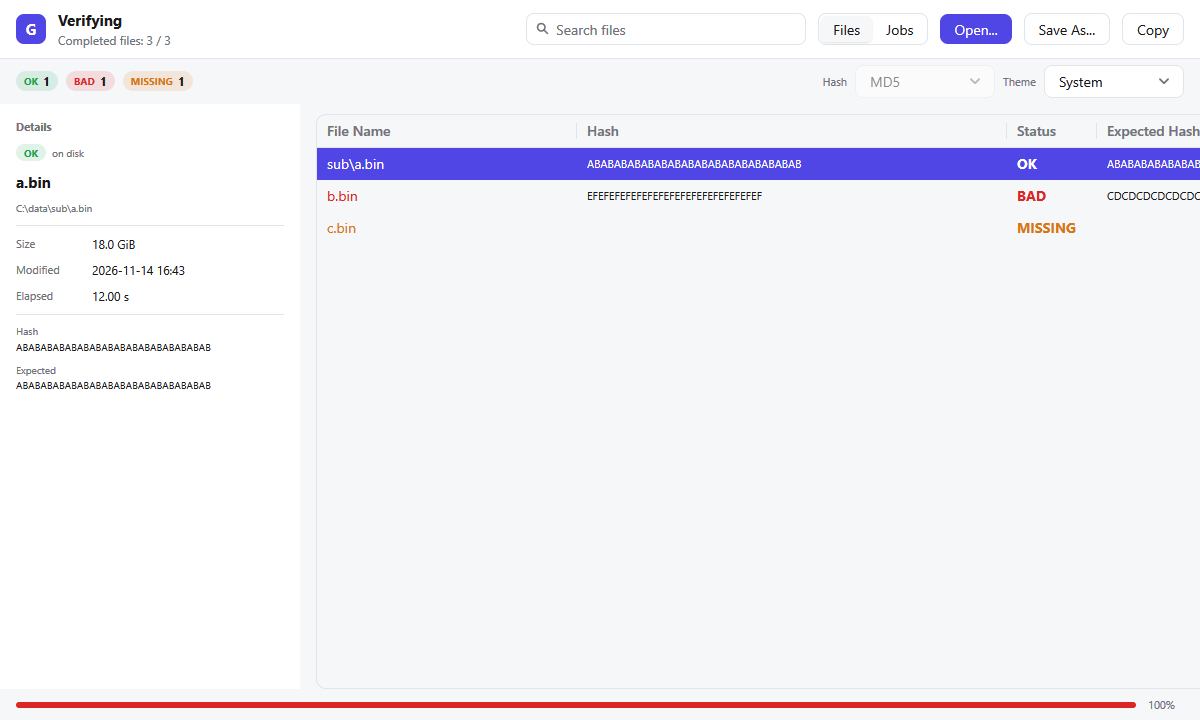 G
Verifying
Completed files: 3 / 3
Search files
Files
Jobs
Open...
Save As...
Copy
OK 1
BAD 1
MISSING 1
Hash
MD5
Theme
System
Details
OK on disk
a.bin
C:\data\sub\a.bin
Size 18.0 GiB
Modified 2026-11-14 16:43
Elapsed 12.00 s
Hash
ABABABABABABABABABABABABABABABAB
Expected
ABABABABABABABABABABABABABABABAB
File Name Hash Status Expected Hash
sub\a.bin ABABABABABABABABABABABABABABABAB OK ABABABABABABAB
b.bin EFEFEFEFEFEFEFEFEFEFEFEFEFEFEFEF BAD CDCDCDCDCDCDC
c.bin MISSING
100%